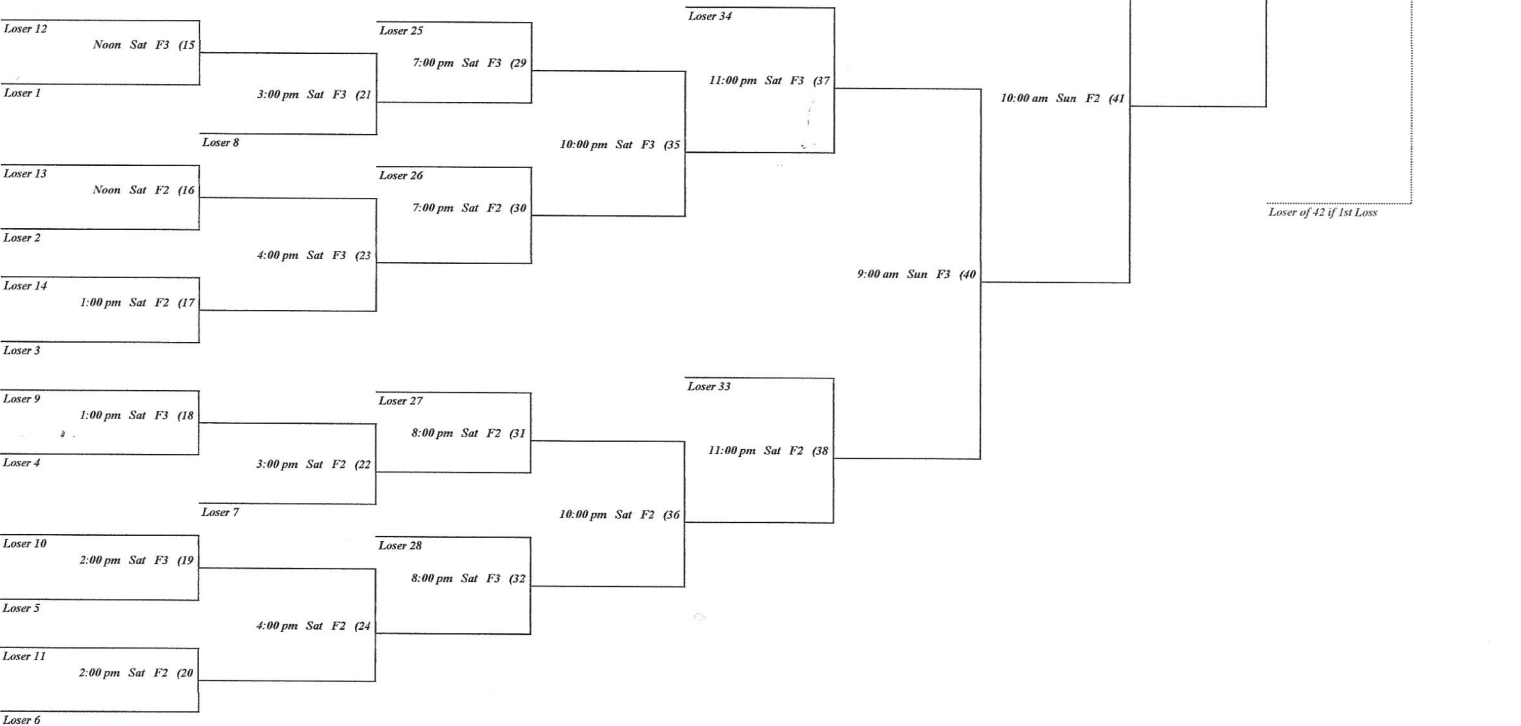 Loser 12
Noon Sat F3 (15
Loser 1
3:00 pm Sat F3 (21
Loser 8
Loser 25
7:00 pm Sat F3 (29
Loser 13
Noon Sat F2 (16
Loser 2
4:00 pm Sat F3 (23
Loser 14
1:00 pm Sat F2 (17
Loser 3
Loser 26
7:00 pm Sat F2 (30
10:00 pm Sat F3 (35
Loser 34
11:00 pm Sat F3 (37
Loser 9
1:00 pm Sat F3 (18
Loser 4
3:00 pm Sat F2 (22
Loser 7
Loser 27
8:00 pm Sat F2 (31
Loser 10
2:00 pm Sat F3 (19
Loser 5
4:00 pm Sat F2 (24
Loser 11
2:00 pm Sat F2 (20
Loser 6
Loser 28
8:00 pm Sat F3 (32
10:00 pm Sat F2 (36
Loser 33
11:00 pm Sat F2 (38
9:00 am Sun F3 (40
10:00 am Sun F2 (41
Loser of 42 if 1st Loss